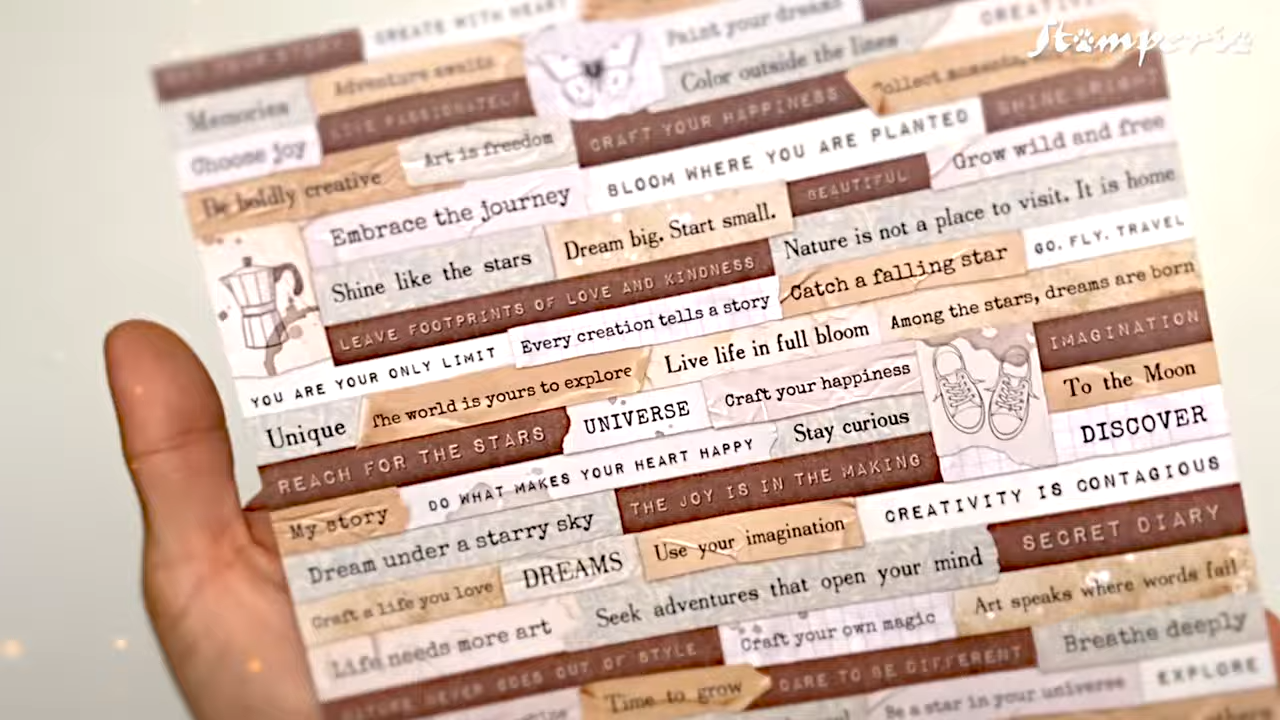 CREATE WITH HEART
Paint your dreams
Stamperia
Memories
Adventure awaits
Color outside the lines
Collect moments,
Choose joy
LIVE PASSIONATELY
CRAFT YOUR HAPPINESS
SHINE BRIGHT
Be boldly creative
Art is freedom
BLOOM WHERE YOU ARE PLANTED
Grow wild and free
Embrace the journey
BEAUTIFUL
Shine like the stars
Dream big. Start small.
Nature is not a place to visit. It is home
LEAVE FOOTPRINTS OF LOVE AND KINDNESS
Catch a falling star
GO. FLY. TRAVEL
YOU ARE YOUR ONLY LIMIT
Every creation tells a story
Among the stars, dreams are born
The world is yours to explore
Live life in full bloom
IMAGINATION
Unique
UNIVERSE
Craft your happiness
To the Moon
REACH FOR THE STARS
DO WHAT MAKES YOUR HEART HAPPY
Stay curious
DISCOVER
My story
THE JOY IS IN THE MAKING
CREATIVITY IS CONTAGIOUS
Dream under a starry sky
Use your imagination
SECRET DIARY
Craft a life you love
DREAMS
Seek adventures that open your mind
Art speaks where words fail
Life needs more art
Craft your own magic
Breathe deeply
NATURE NEVER GOES OUT OF STYLE
DARE TO BE DIFFERENT
EXPLORE
Time to grow
Be a star in your universe